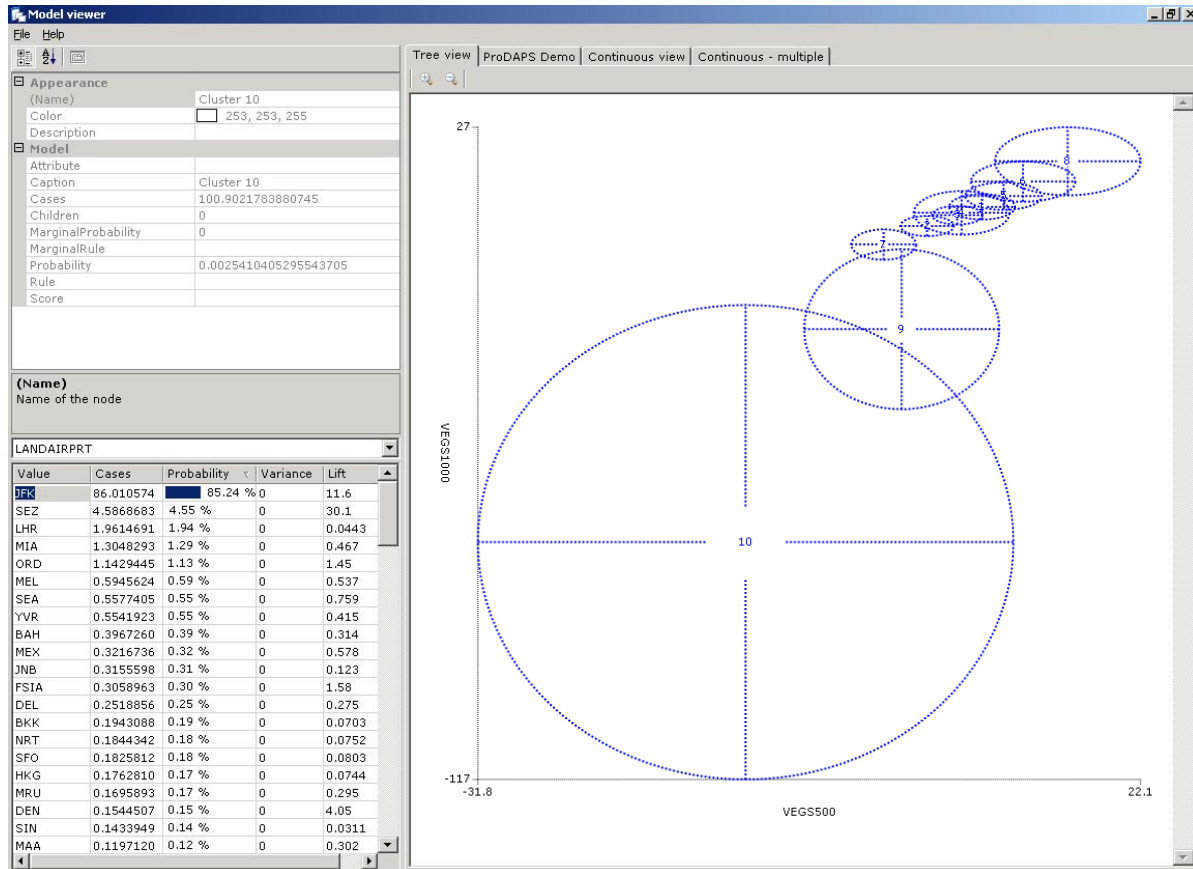 Model viewer
File Help
Appearance
(Name) Cluster 10
Color 253, 253, 255
Description
Model
Attribute
Caption Cluster 10
Cases 100.9021783880745
Children 0
MarginalProbability 0
MarginalRule
Probability 0.0025410405295543705
Rule
Score
(Name)
Name of the node
LANDAIRPRT
Value Cases Probability Variance Lift
JFK 86.010574 85.24 % 0 11.6
SEZ 4.5868683 4.55 % 0 30.1
LHR 1.9614691 1.94 % 0 0.0443
MIA 1.3048293 1.29 % 0 0.467
ORD 1.1429445 1.13 % 0 1.45
MEL 0.5945624 0.59 % 0 0.537
SEA 0.5577405 0.55 % 0 0.759
YVR 0.5541923 0.55 % 0 0.415
BAH 0.3967260 0.39 % 0 0.314
MEX 0.3216736 0.32 % 0 0.578
JNB 0.3155598 0.31 % 0 0.123
FSIA 0.3058963 0.30 % 0 1.58
DEL 0.2518856 0.25 % 0 0.275
BKK 0.1943088 0.19 % 0 0.0703
NRT 0.1844342 0.18 % 0 0.0752
SFO 0.1825812 0.18 % 0 0.0803
HKG 0.1762810 0.17 % 0 0.0744
MRU 0.1695893 0.17 % 0 0.295
DEN 0.1544507 0.15 % 0 4.05
SIN 0.1433949 0.14 % 0 0.0311
MAA 0.1197120 0.12 % 0 0.302
Tree view ProDAPS Demo Continuous view Continuous - multiple
27
8
7
9
VEGS1000
10
-117
-31.8 22.1
VEGS500